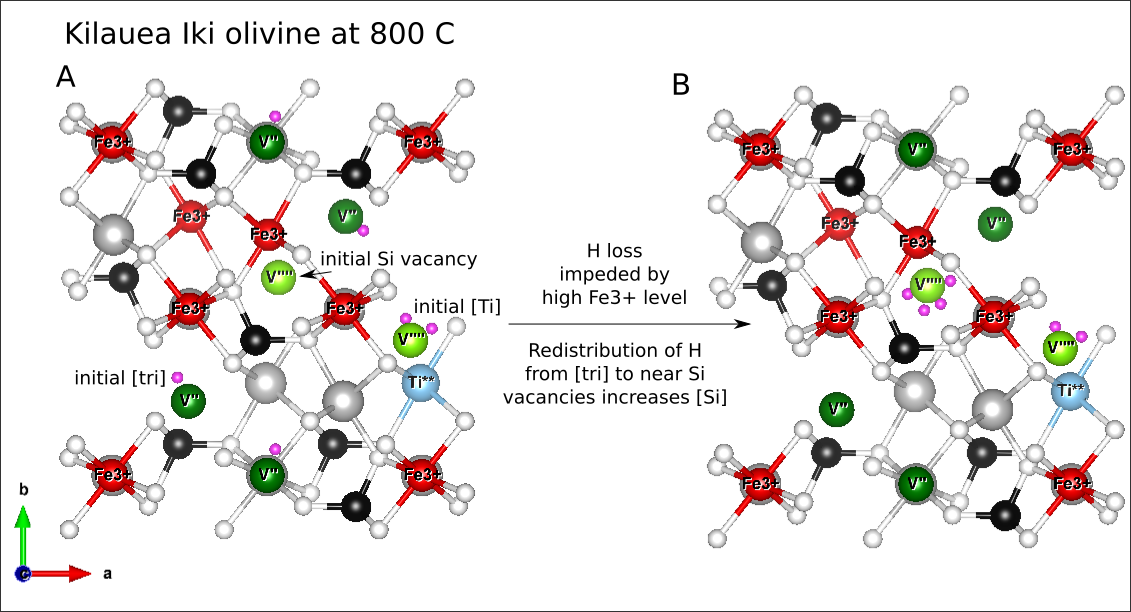 Kilauea Iki olivine at 800 C
A
B
Fe3+
V''
Fe3+
Fe3+
V''
Fe3+
Fe3+
V''
Fe3+
Fe3+
V''
initial Si vacancy
V''''
Fe3+
Fe3+
initial [Ti]
V''''
Ti**
initial [tri]
V''
Fe3+
V''
Fe3+
H loss
impeded by
high Fe3+ level
Redistribution of H
from [tri] to near Si
vacancies increases [Si]
Fe3+
Fe3+
V''
V''''
Fe3+
Fe3+
V''''
Ti**
V''
Fe3+
V''
Fe3+
b
c
a